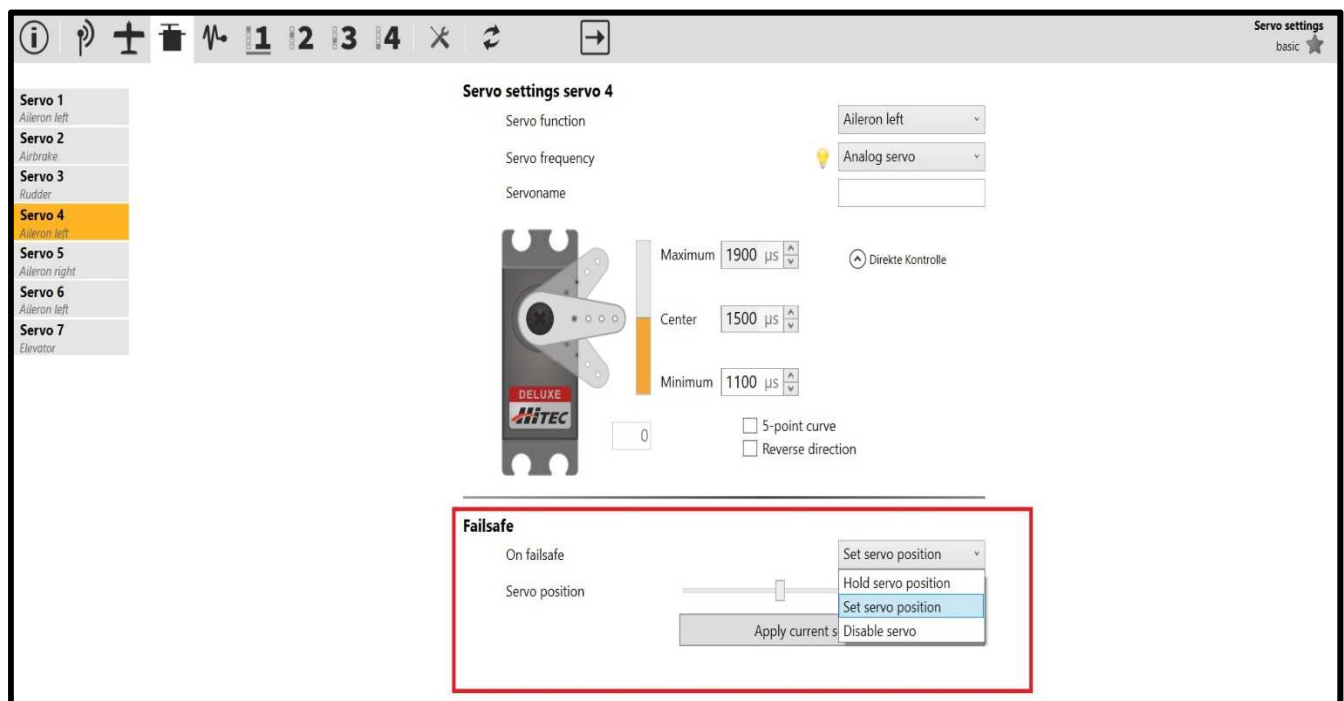 1 2 3 4
Servo settings
basic
Servo 1
Aileron left
Servo 2
Airbrake
Servo 3
Rudder
Servo 4
Aileron left
Servo 5
Aileron right
Servo 6
Aileron left
Servo 7
Elevator
Servo settings servo 4
Servo function Aileron left
Servo frequency Analog servo
Servoname
Maximum 1900 µs Direkte Kontrolle
Center 1500 µs
Minimum 1100 µs
DELUXE
HiTEC
0
5-point curve
Reverse direction
Failsafe
On failsafe Set servo position
Hold servo position
Servo position
Set servo position
Apply current s Disable servo